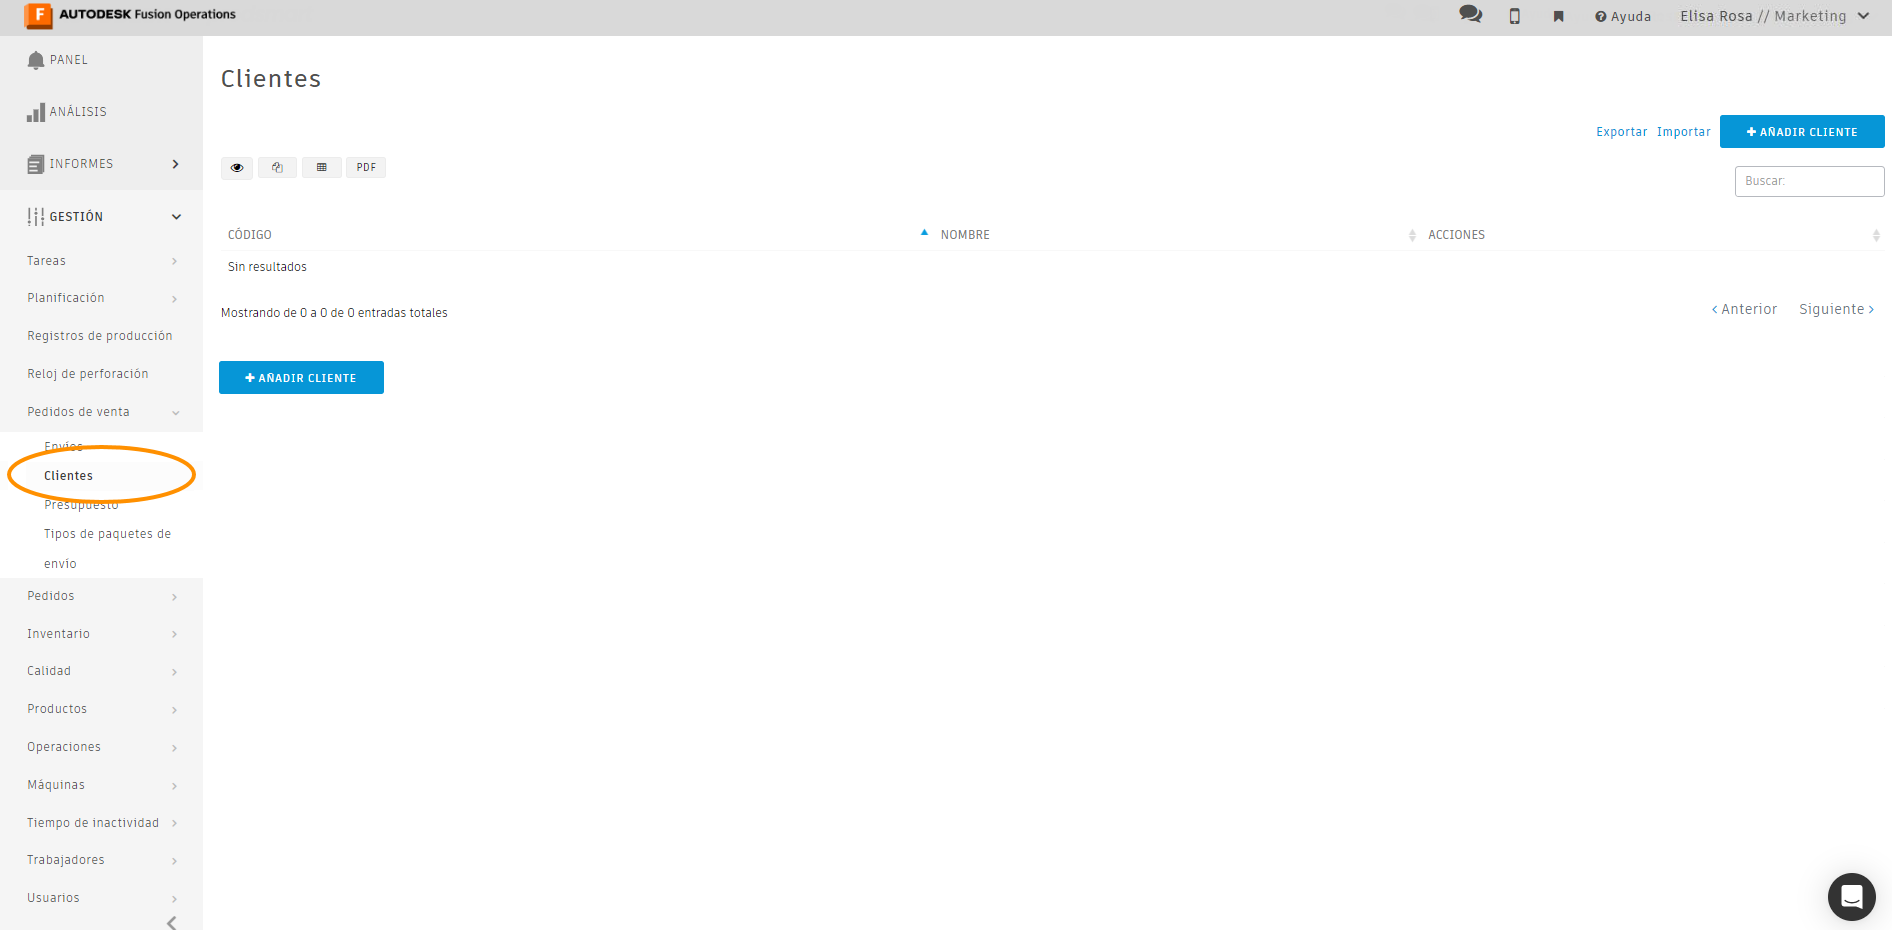 AUTODESK Fusion Operations
Ayuda
Elisa Rosa // Marketing
PANEL
ANÁLISIS
INFORMES
GESTIÓN
Tareas
Planificación
Registros de producción
Reloj de perforación
Pedidos de venta
Envíos
Clientes
Presupuesto
Tipos de paquetes de
envío
Pedidos
Inventario
Calidad
Productos
Operaciones
Máquinas
Tiempo de inactividad
Trabajadores
Usuarios
Clientes
Exportar Importar + AÑADIR CLIENTE
PDF
Buscar:
CÓDIGO NOMBRE ACCIONES
Sin resultados
Mostrando de 0 a 0 de 0 entradas totales
< Anterior Siguiente >
+ AÑADIR CLIENTE